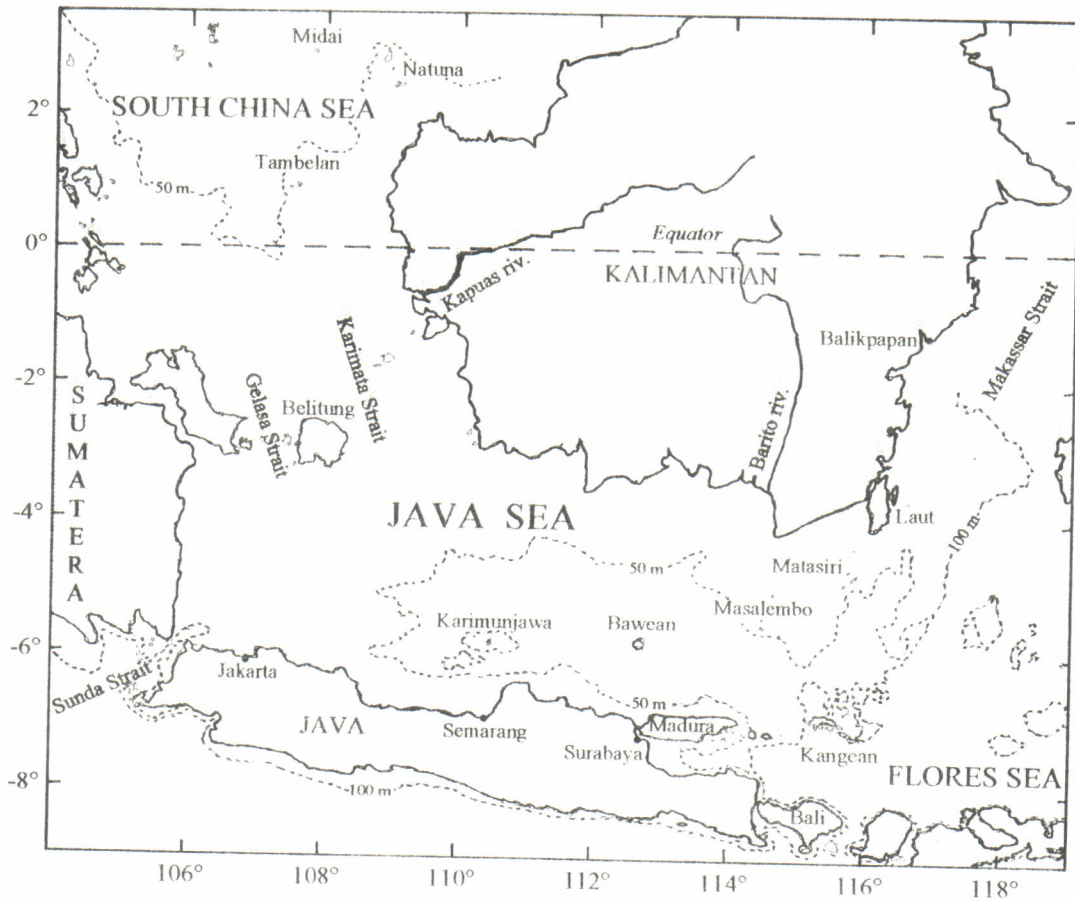 Midai
Natuna
SOUTH CHINA SEA
2°
Tambelan
50 m
0°
Equator
KALIMANTAN
Kapuas riv.
Makassar Strait
Karimata Strait
Balikpapan
-2°
SUMATERA
Gelasa Strait
Belitung
Barito riv.
-4°
JAVA SEA
Laut
100 m
50 m
Matasiri
Masalembo
Karimunjawa
Bawean
-6°
Jakarta
Sunda Strait
50 m
JAVA
Semarang
Madura
Surabaya
Kangean
-8°
100 m
FLORES SEA
Bali
106°
108°
110°
112°
114°
116°
118°